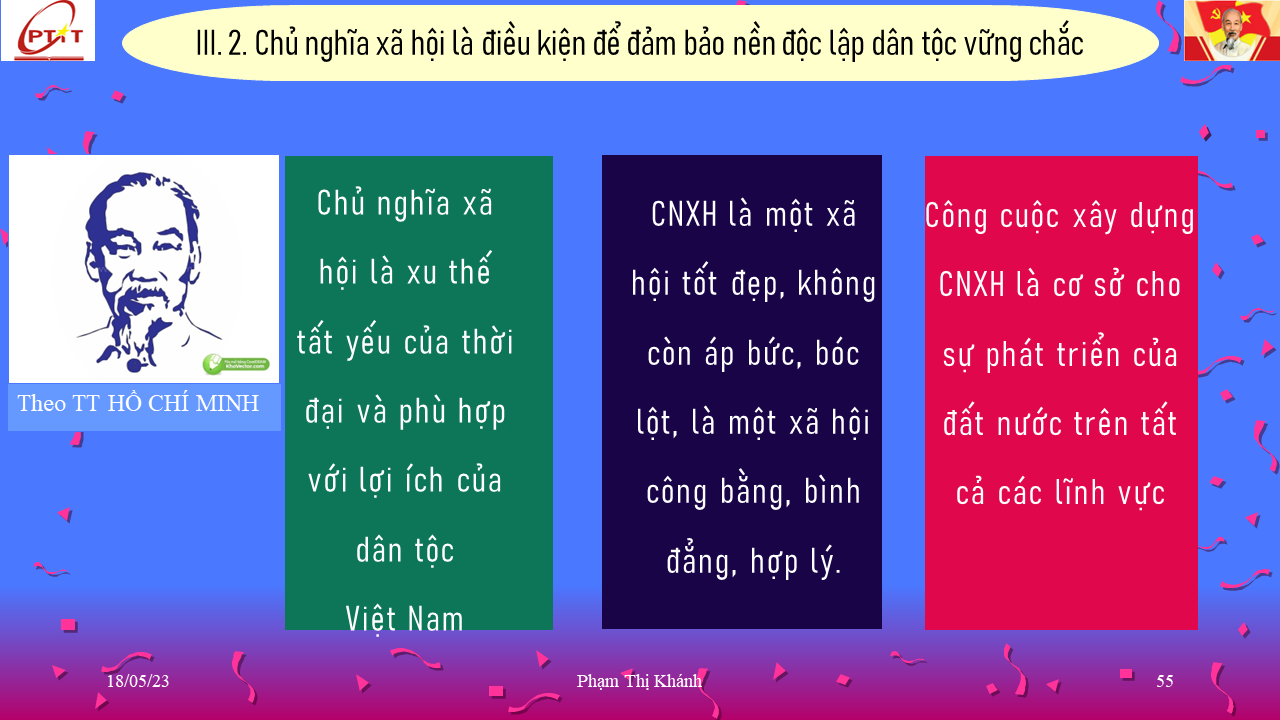 PTIT
III. 2. Chủ nghĩa xã hội là điều kiện để đảm bảo nền độc lập dân tộc vững chắc
Theo TT HỒ CHÍ MINH
Chủ nghĩa xã
hội là xu thế
tất yếu của thời
đại và phù hợp
với lợi ích của
dân tộc
Việt Nam
CNXH là một xã
hội tốt đẹp, không
còn áp bức, bóc
lột, là một xã hội
công bằng, bình
đẳng, hợp lý.
Công cuộc xây dựng
CNXH là cơ sở cho
sự phát triển của
đất nước trên tất
cả các lĩnh vực
18/05/23
Phạm Thị Khánh
55